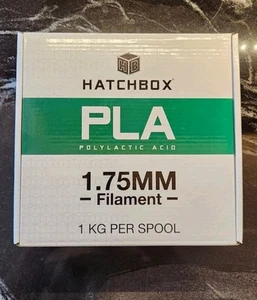 HATCHBOX
PLA
POLYLACTIC ACID
1.75MM
- Filament -
1 KG PER SPOOL